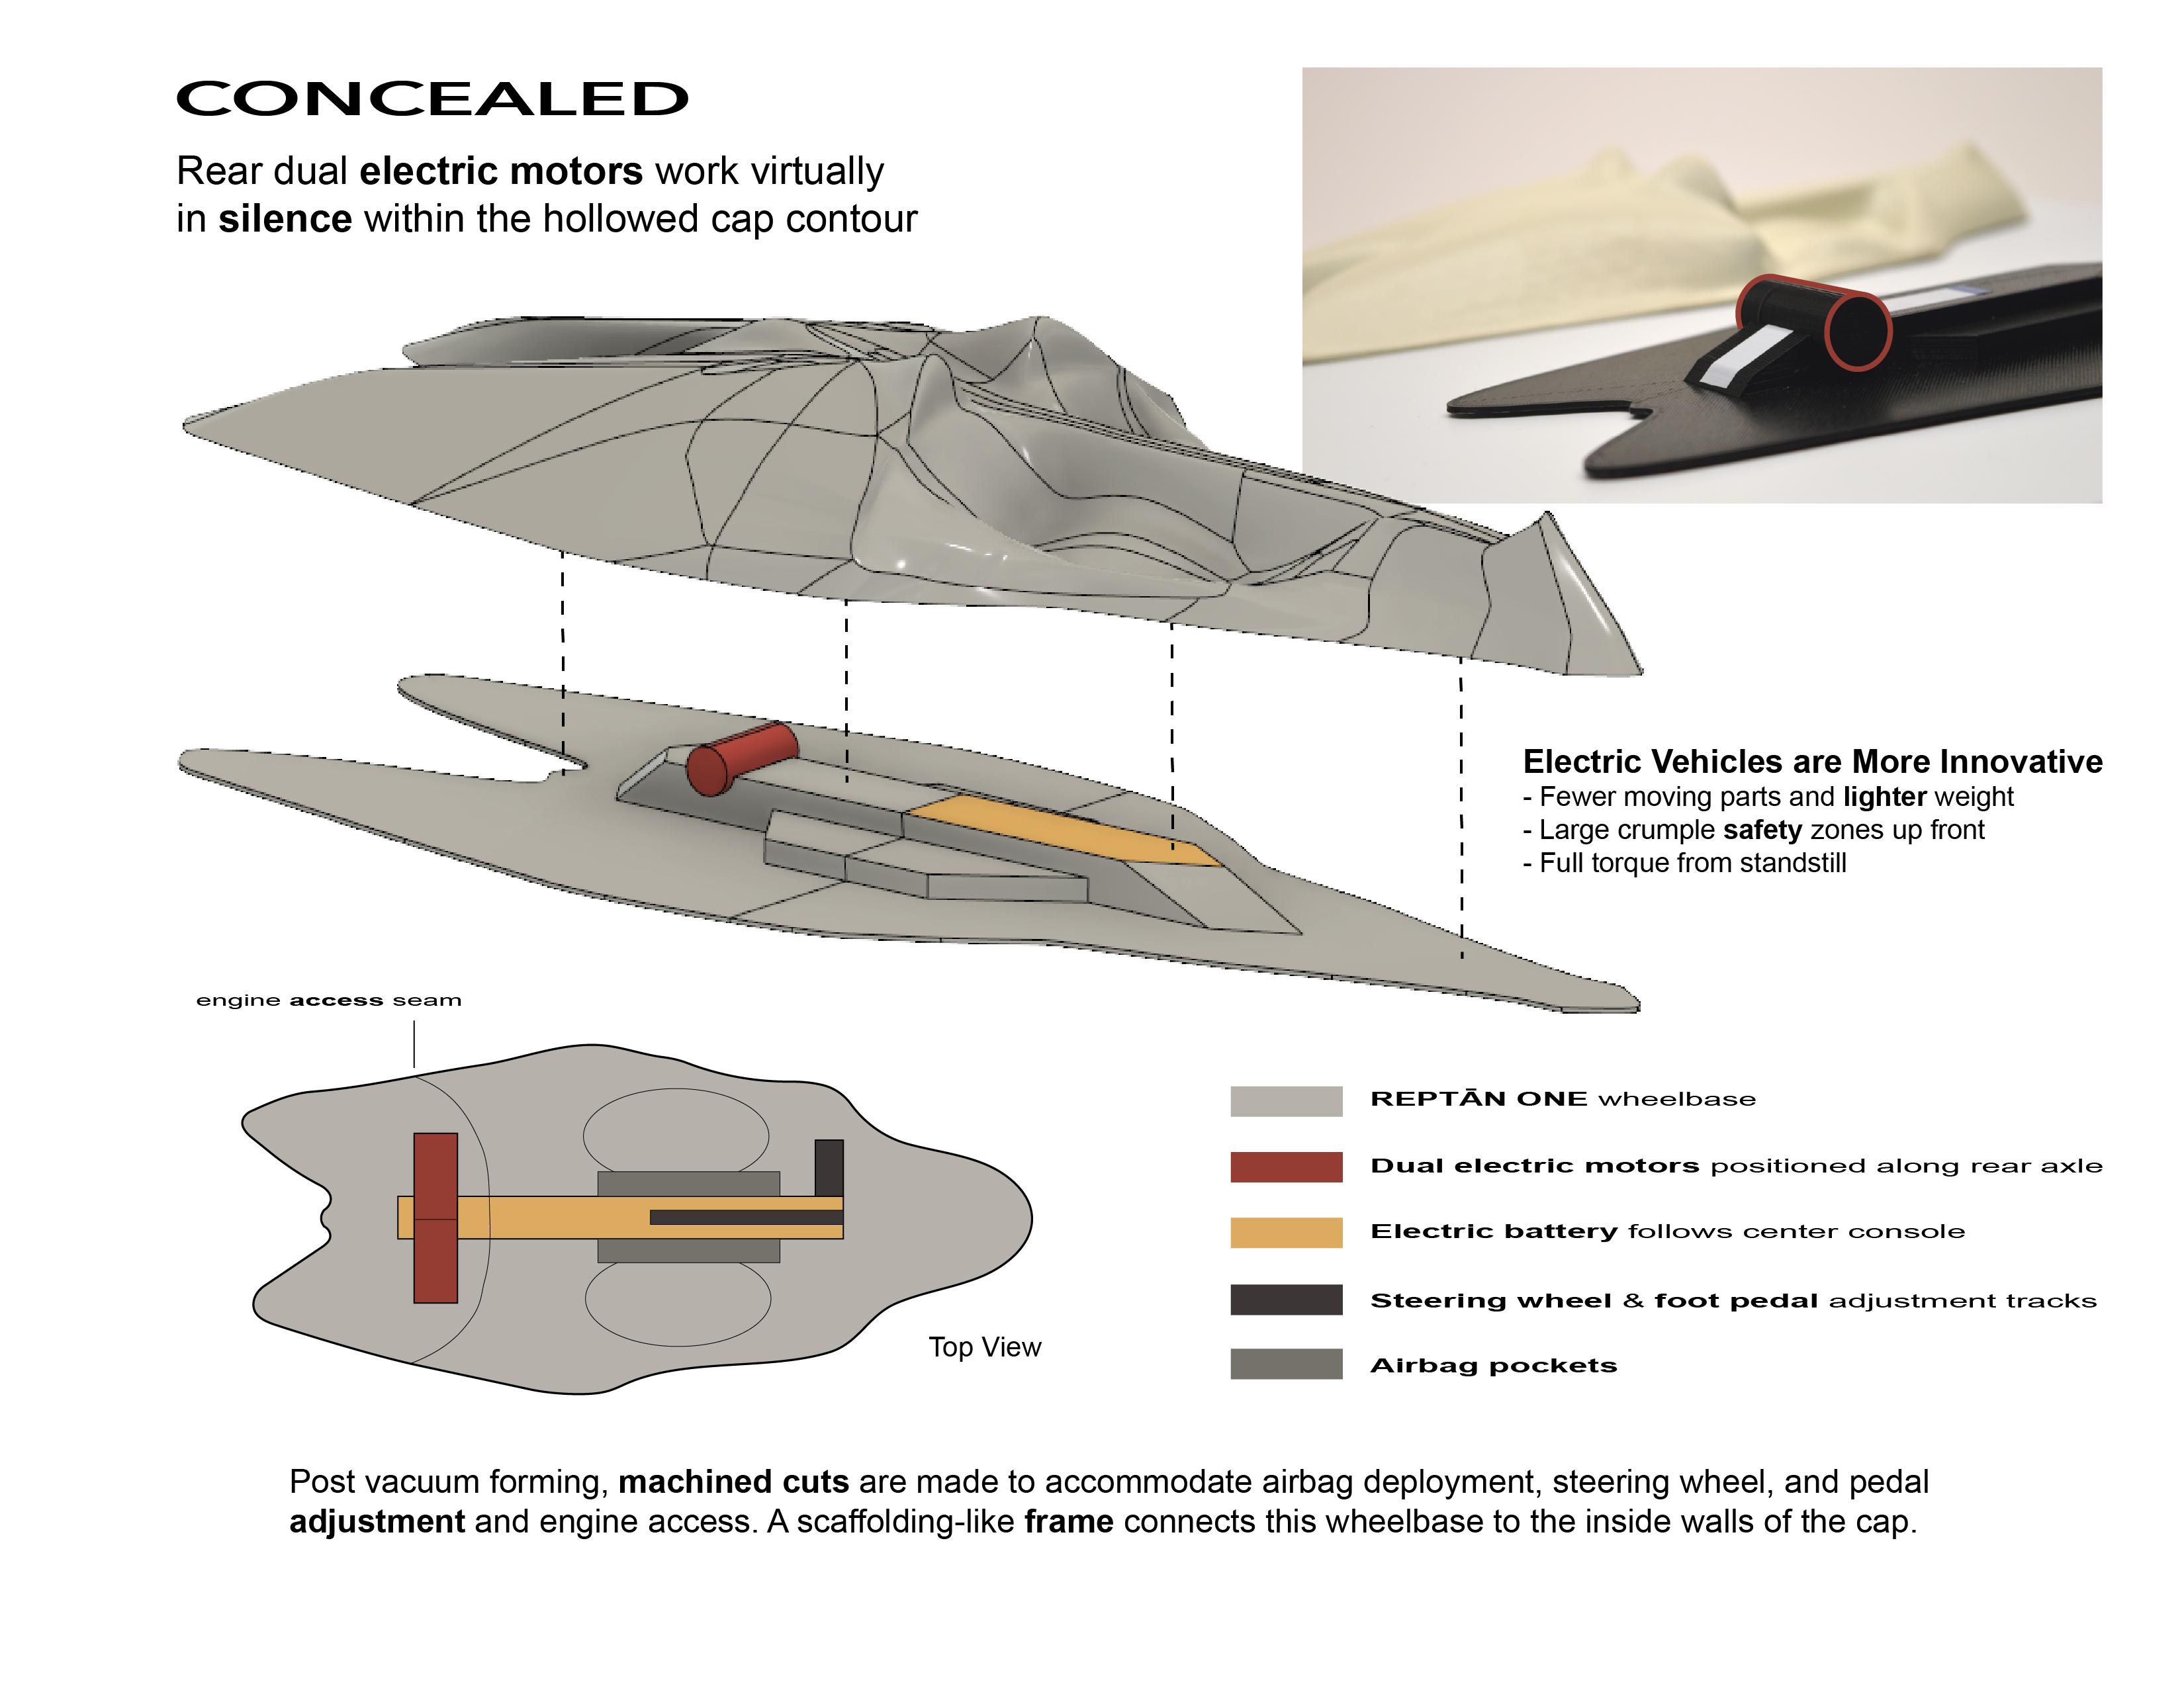 CONCEALED
Rear dual electric motors work virtually
in silence within the hollowed cap contour
Electric Vehicles are More Innovative
- Fewer moving parts and lighter weight
- Large crumple safety zones up front
- Full torque from standstill
engine access seam
Top View
REPTĀN ONE wheelbase
Dual electric motors positioned along rear axle
Electric battery follows center console
Steering wheel & foot pedal adjustment tracks
Airbag pockets
Post vacuum forming, machined cuts are made to accommodate airbag deployment, steering wheel, and pedal
adjustment and engine access. A scaffolding-like frame connects this wheelbase to the inside walls of the cap.